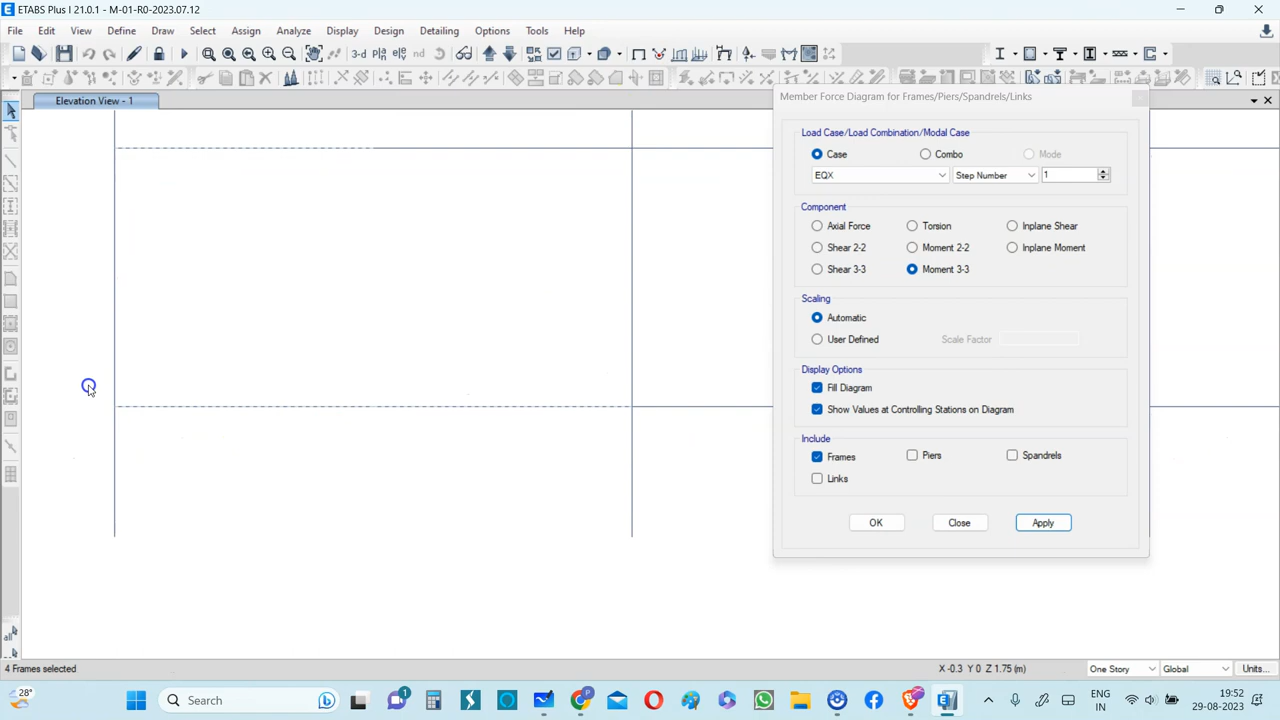 ETABS Plus I 21.0.1 - M-01-R0-2023.07.12
File Edit View Define Draw Select Assign Analyze Display Design Detailing Options Tools Help
3-d
nd
Elevation View - 1
Member Force Diagram for Frames/Piers/Spandrels/Links
Load Case/Load Combination/Modal Case
Case Combo Mode
EQX Step Number 1
Component
Axial Force Torsion Inplane Shear
Shear 2-2 Moment 2-2 Inplane Moment
Shear 3-3 Moment 3-3
Scaling
Automatic
User Defined Scale Factor
Display Options
Fill Diagram
Show Values at Controlling Stations on Diagram
Include
Frames Piers Spandrels
Links
OK Close Apply
all
4 Frames selected X -0.3 Y 0 Z 1.75 (m) One Story Global Units...
28° Search 1 ENG IN 19:52 29-08-2023